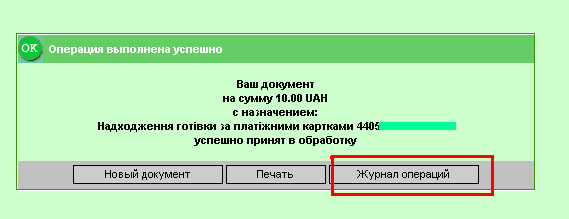 OK Операция выполнена успешно
Ваш документ
на сумму 10.00 UAH
с назначением:
Надходження готівки за платіжними картками 4405
успешно принят в обработку
Новый документ Печать Журнал операций